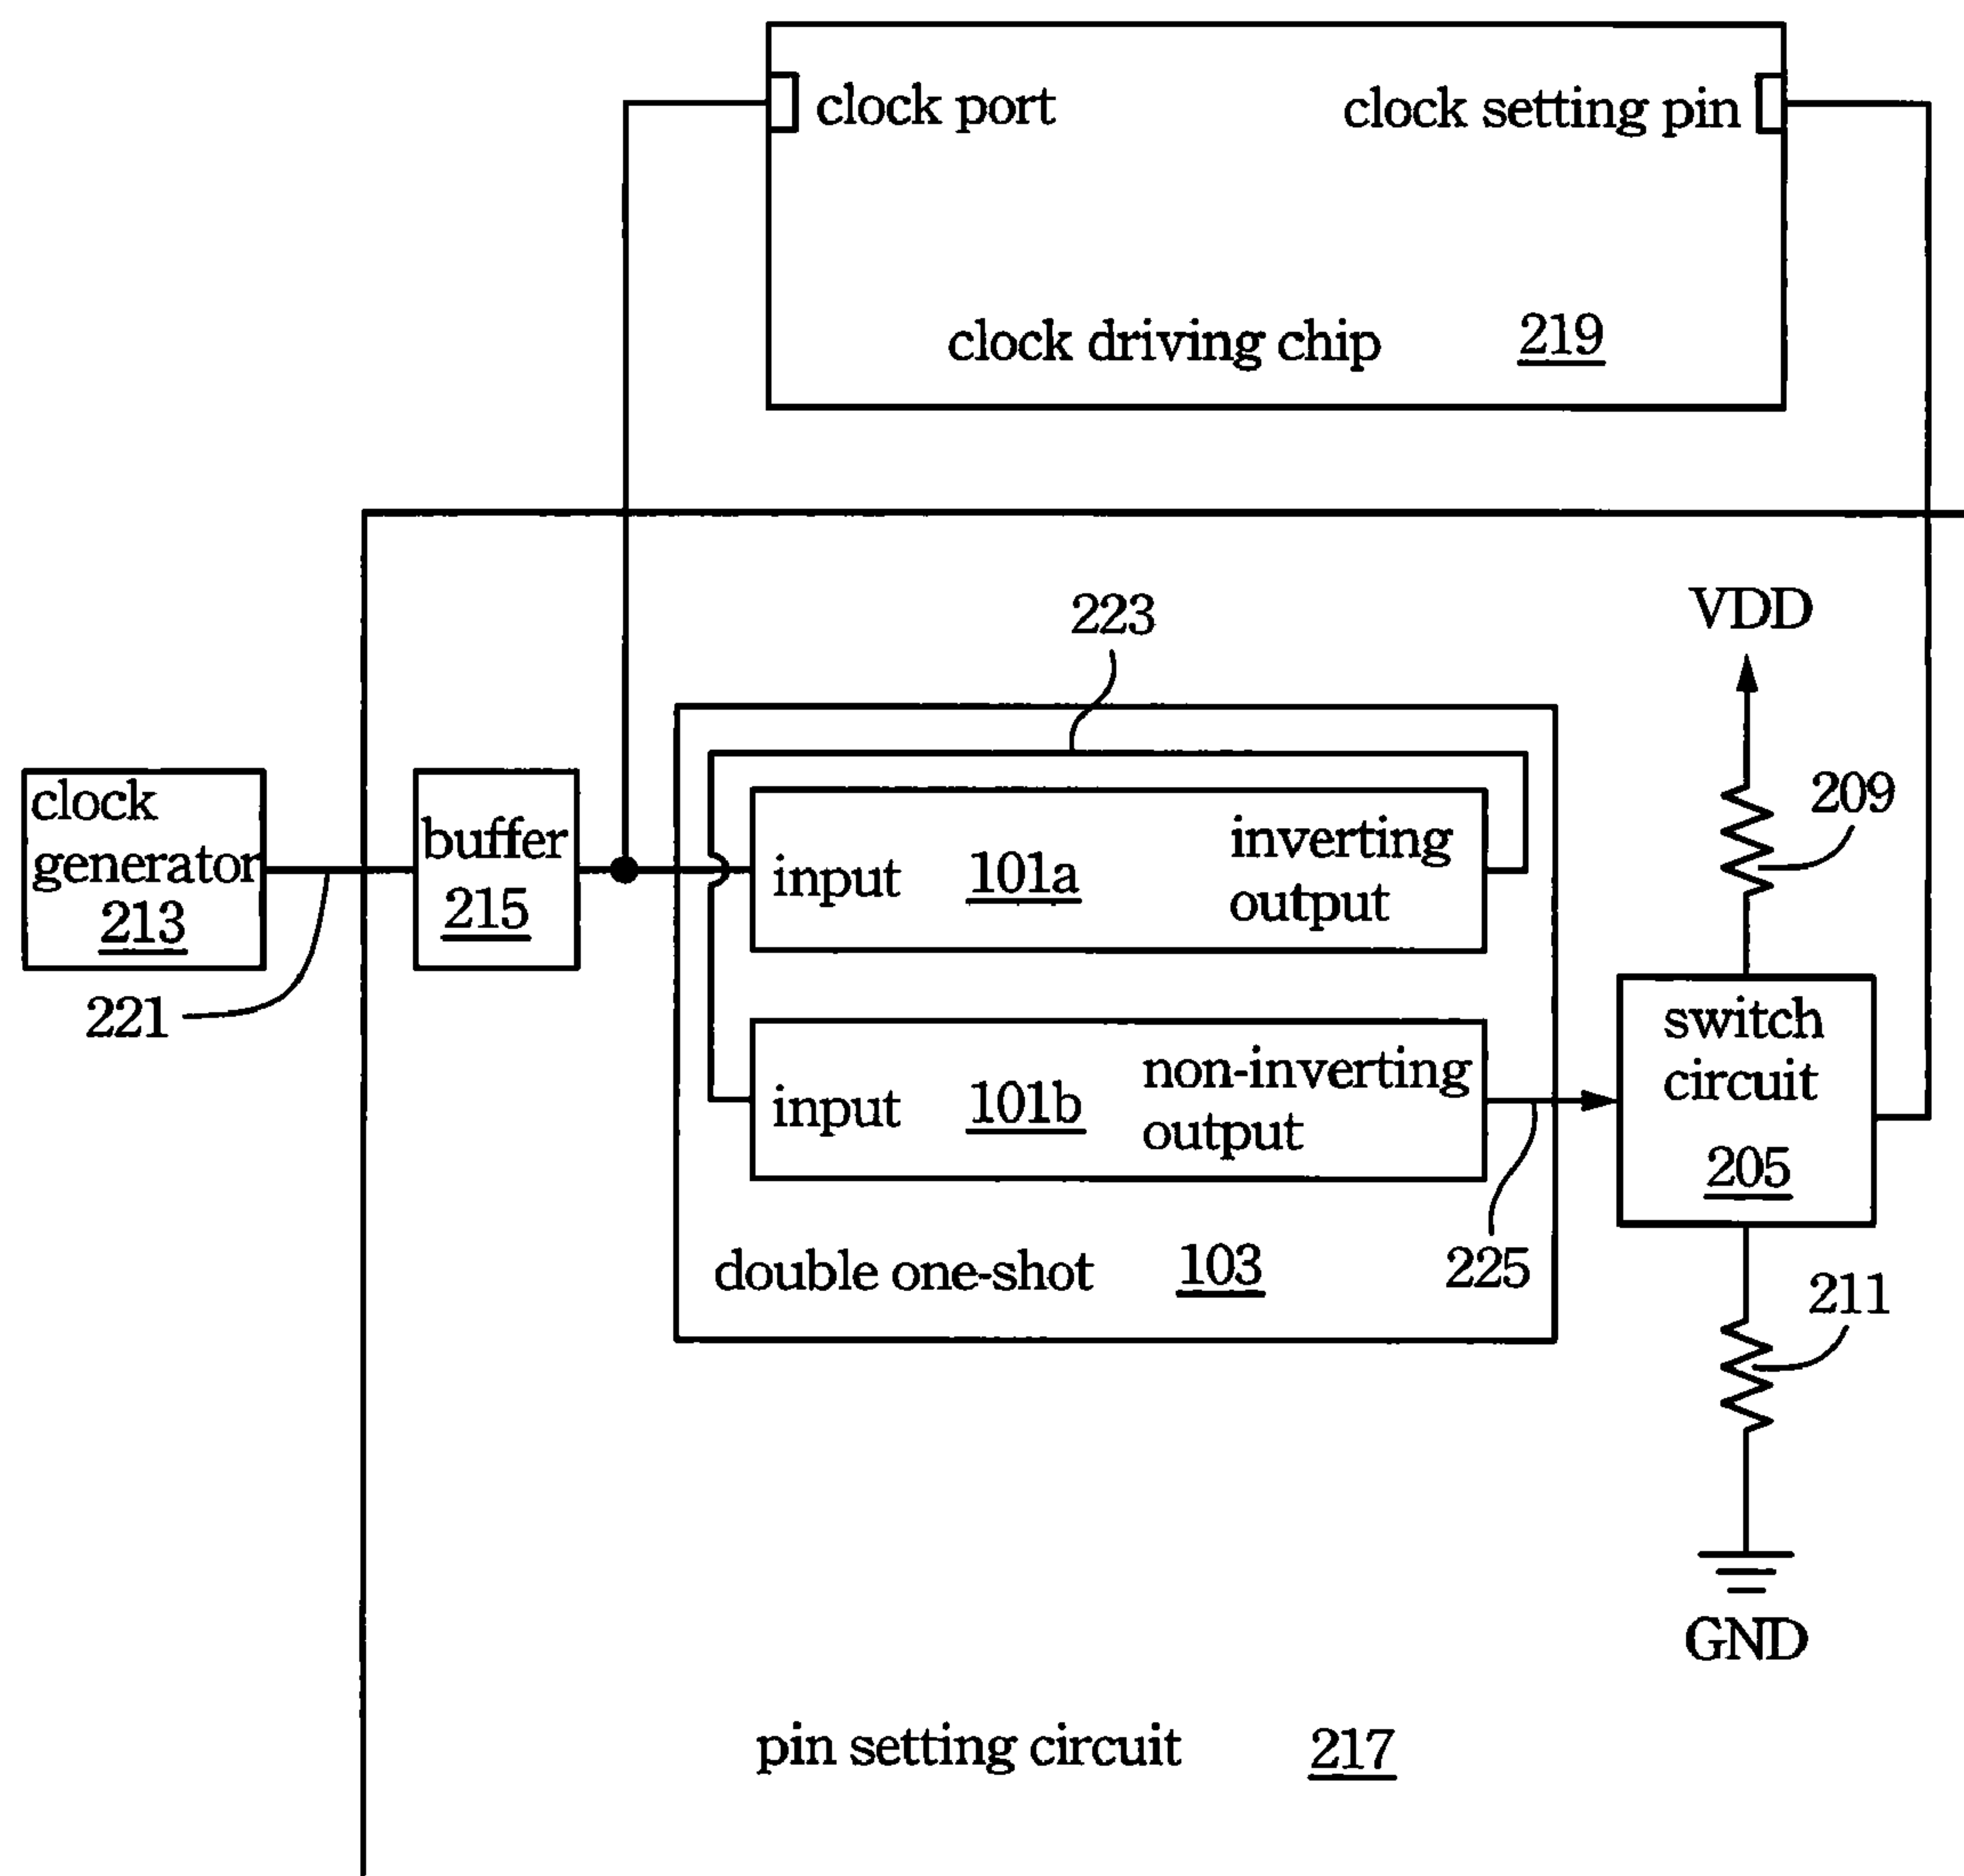 clock port
clock setting pin
clock driving chip 219
223
VDD
clock
generator
213
221
buffer
215
input 101a inverting
output
209
input 101b non-inverting
output
switch
circuit
205
double one-shot 103
225
211
GND
pin setting circuit 217